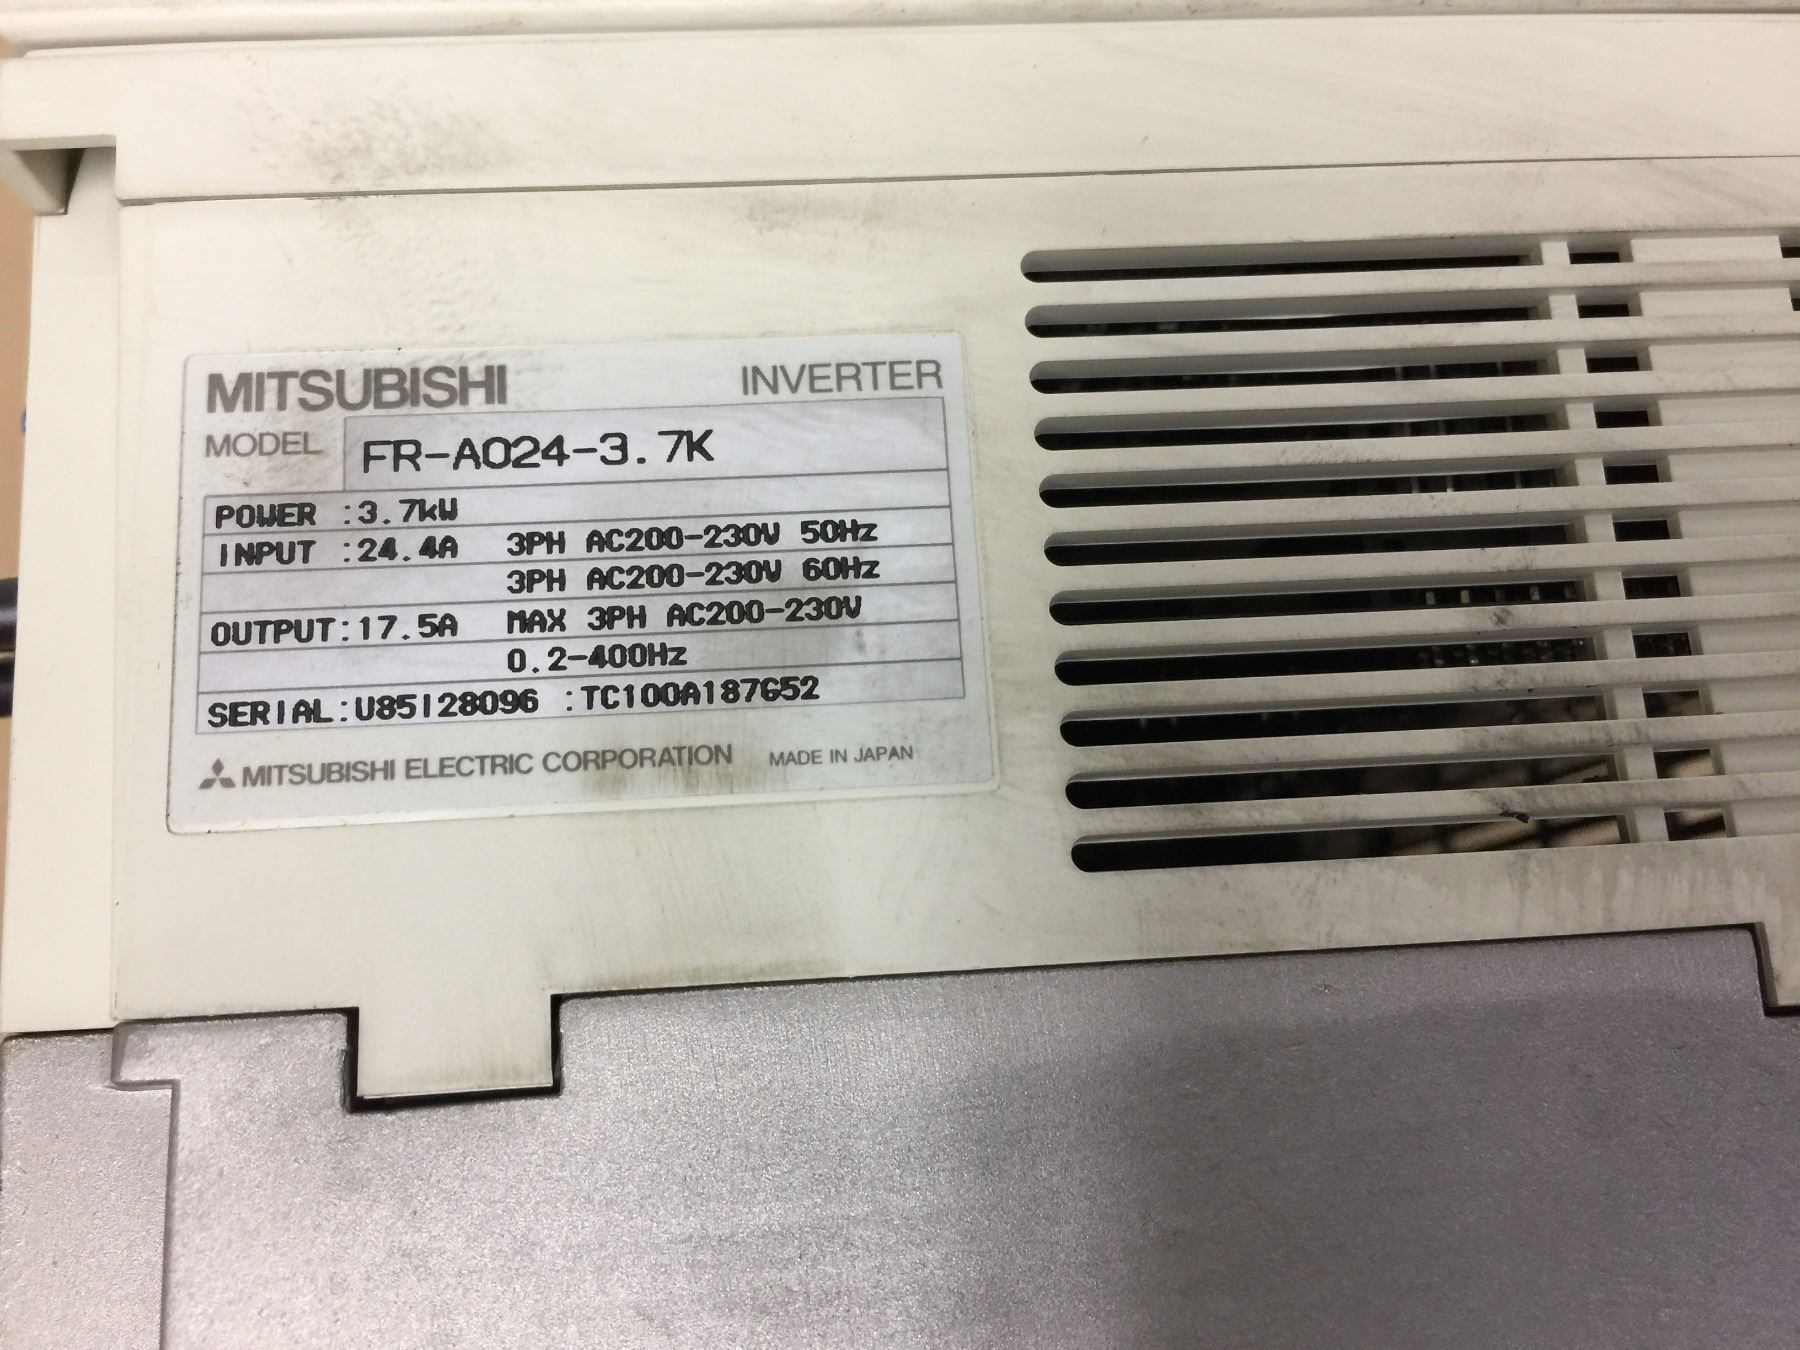 MITSUBISHI INVERTER
MODEL FR-A024-3.7K
POWER :3.7kW
INPUT :24.4A 3PH AC200-230V 50Hz
3PH AC200-230V 60Hz
OUTPUT:17.5A MAX 3PH AC200-230V
0.2-400Hz
SERIAL:U85I28096 :TC100A187G52
MITSUBISHI ELECTRIC CORPORATION MADE IN JAPAN